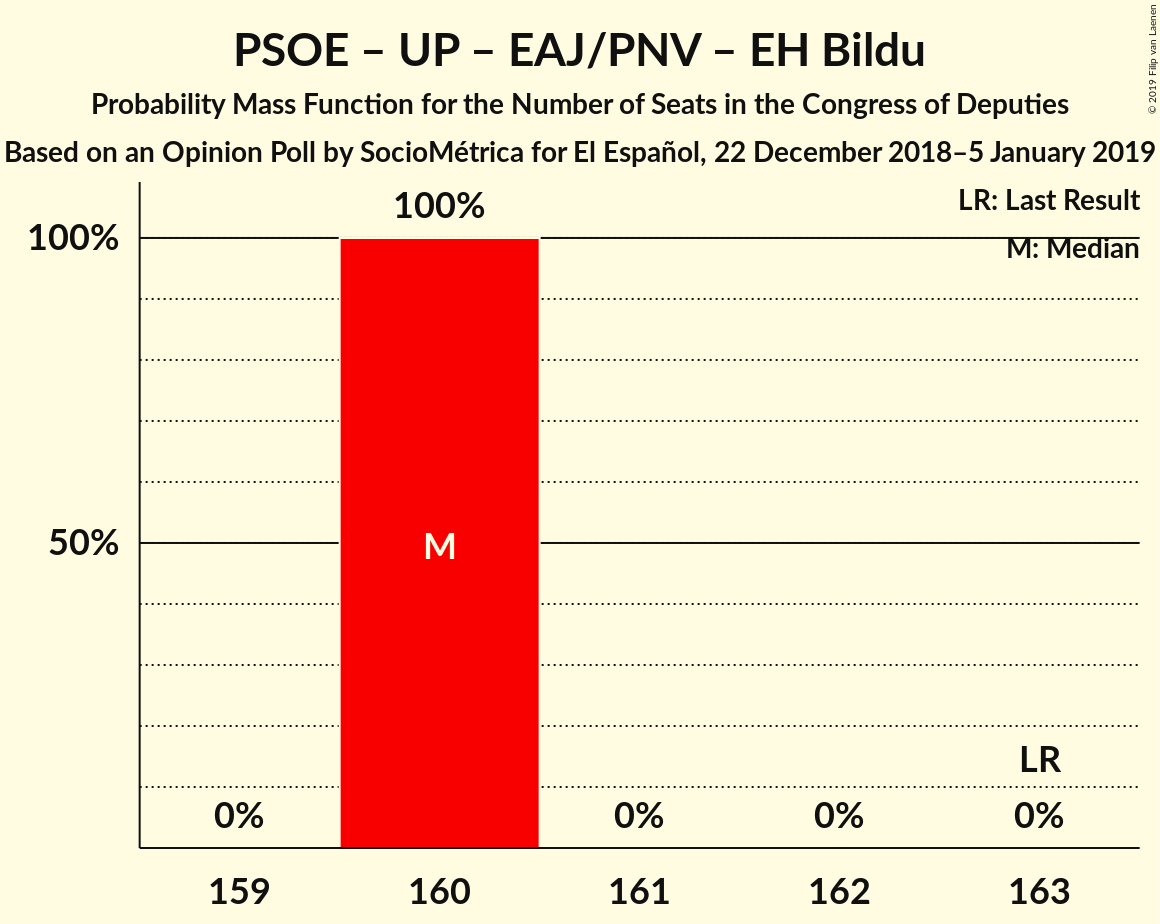 PSOE – UP – EAJ/PNV – EH Bildu
Probability Mass Function for the Number of Seats in the Congress of Deputies
Based on an Opinion Poll by SocioMétrica for El Español, 22 December 2018–5 January 2019
© 2019 Filip van Laenen
LR: Last Result
M: Median
100%
100%
50%
M
LR
0%
0%
0%
0%
159
160
161
162
163